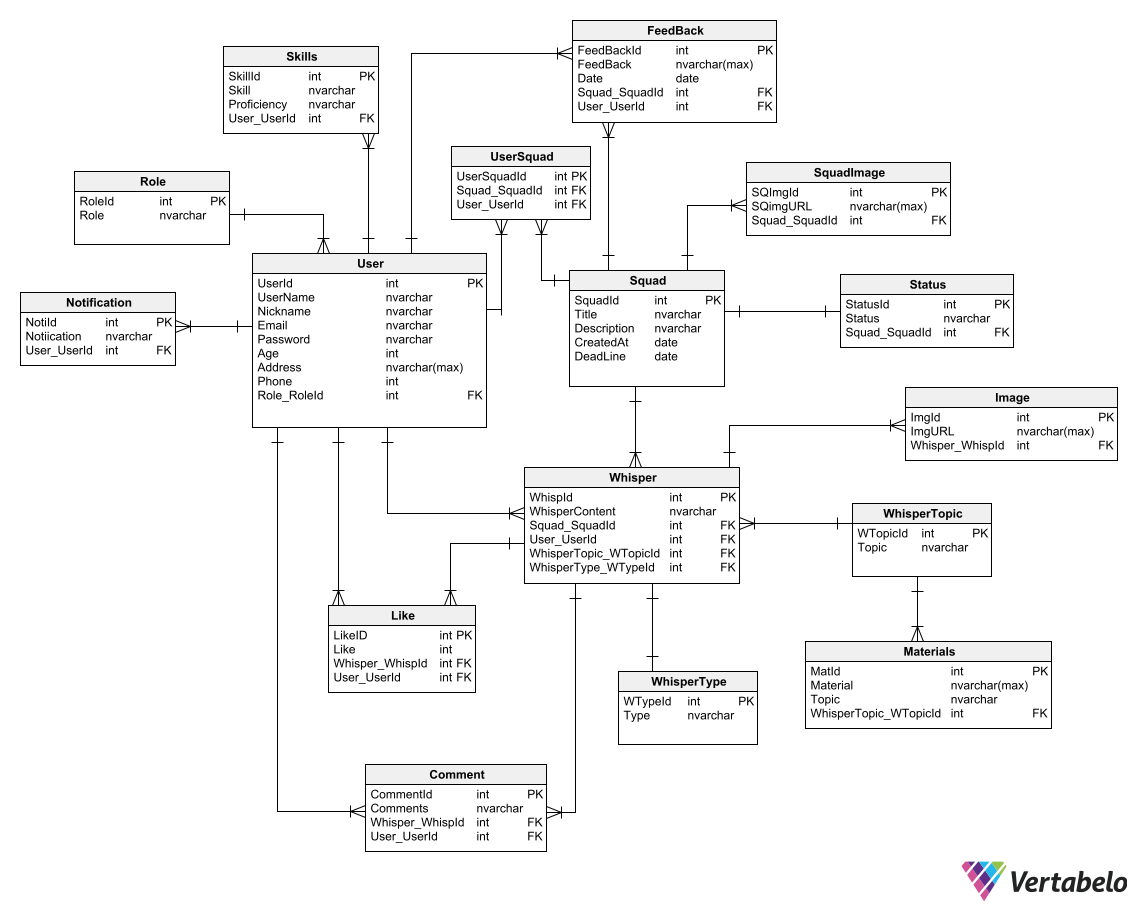 FeedBack
FeedBackId int PK
FeedBack nvarchar(max)
Date date
Squad_SquadId int FK
User_UserId int FK
Skills
SkillId int PK
Skill nvarchar
Proficiency nvarchar
User_UserId int FK
UserSquad
UserSquadId int PK
Squad_SquadId int FK
User_UserId int FK
SquadImage
SQImgId int PK
SQimgURL nvarchar(max)
Squad_SquadId int FK
Role
RoleId int PK
Role nvarchar
User
UserId int PK
UserName nvarchar
Nickname nvarchar
Email nvarchar
Password nvarchar
Age int
Address nvarchar(max)
Phone int
Role_RoleId int FK
Squad
SquadId int PK
Title nvarchar
Description nvarchar
CreatedAt date
DeadLine date
Status
StatusId int PK
Status nvarchar
Squad_SquadId int FK
Notification
NotiId int PK
Notiication nvarchar
User_UserId int FK
Image
ImgId int PK
ImgURL nvarchar(max)
Whisper_WhispId int FK
Whisper
WhispId int PK
WhisperContent nvarchar
Squad_SquadId int FK
User_UserId int FK
WhisperTopic_WTopicId int FK
WhisperType_WTypeId int FK
WhisperTopic
WTopicId int PK
Topic nvarchar
Like
LikeID int PK
Like int
Whisper_WhispId int FK
User_UserId int FK
WhisperType
WTypeId int PK
Type nvarchar
Materials
MatId int PK
Material nvarchar(max)
Topic nvarchar
WhisperTopic_WTopicId int FK
Comment
CommentId int PK
Comments nvarchar
Whisper_WhispId int FK
User_UserId int FK
Vertabelo